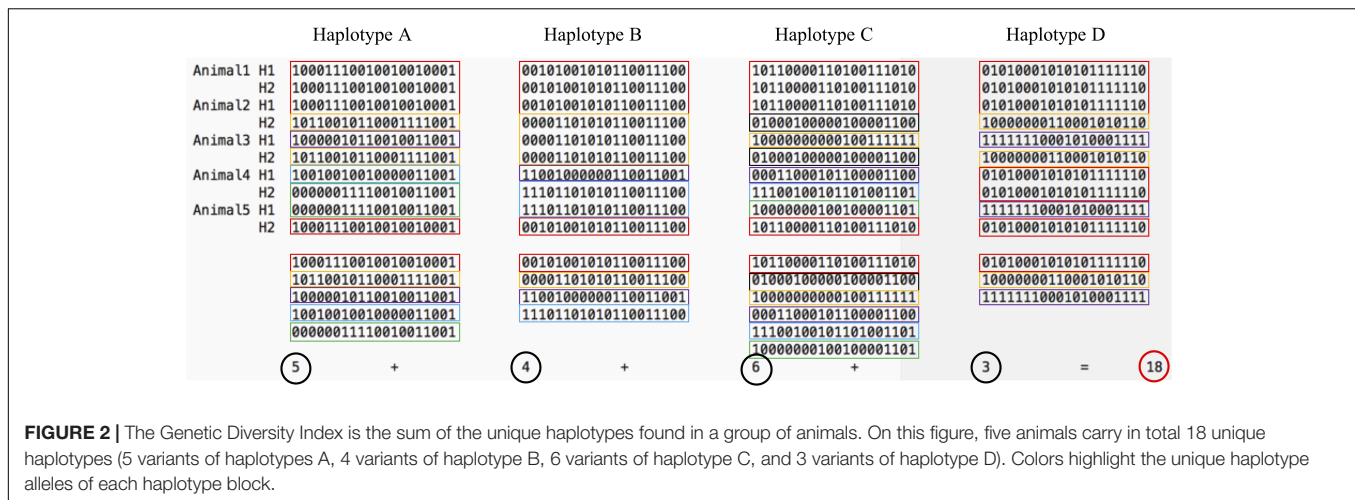 Haplotype A Haplotype B Haplotype C Haplotype D
Animal1 H1 10001110010010010001 00101001010110011100 10110000110100111010 01010001010101111110
H2 10001110010010010001 00101001010110011100 10110000110100111010 01010001010101111110
Animal2 H1 10001110010010010001 00101001010110011100 10110000110100111010 01010001010101111110
H2 10110010110001111001 00001101010110011100 01000100000100001100 10000000110001010110
Animal3 H1 10000010110010011001 00001101010110011100 10000000000100111111 11111110001010001111
H2 10110010110001111001 00001101010110011100 01000100000100001100 10000000110001010110
Animal4 H1 10010010010000011001 11001000000110011001 00011000101100001100 01010001010101111110
H2 00000011110010011001 11101101010110011100 11100100101101001101 01010001010101111110
Animal5 H1 00000011110010011001 11101101010110011100 10000000100100001101 11111110001010001111
H2 10001110010010010001 00101001010110011100 10110000110100111010 01010001010101111110
10001110010010010001 00101001010110011100 10110000110100111010 01010001010101111110
10110010110001111001 00001101010110011100 01000100000100001100 10000000110001010110
10000010110010011001 11001000000110011001 10000000000100111111 11111110001010001111
10010010010000011001 11101101010110011100 00011000101100001100
00000011110010011001 11100100101101001101
10000000100100001101
5 + 4 + 6 + 3 = 18
FIGURE 2 | The Genetic Diversity Index is the sum of the unique haplotypes found in a group of animals. On this figure, five animals carry in total 18 unique
haplotypes (5 variants of haplotypes A, 4 variants of haplotype B, 6 variants of haplotype C, and 3 variants of haplotype D). Colors highlight the unique haplotype
alleles of each haplotype block.